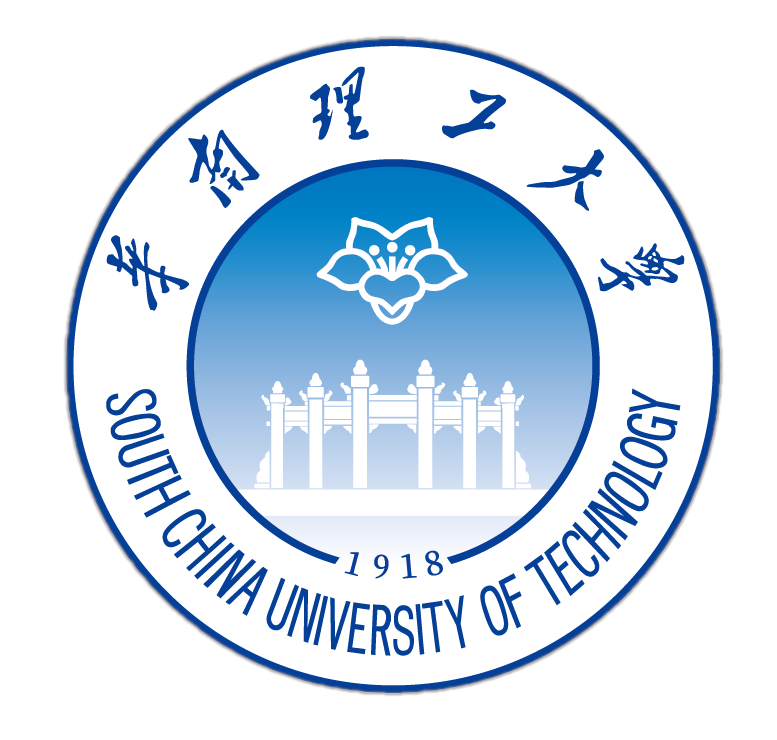 华南理工大学
1918
SOUTH CHINA UNIVERSITY OF TECHNOLOGY